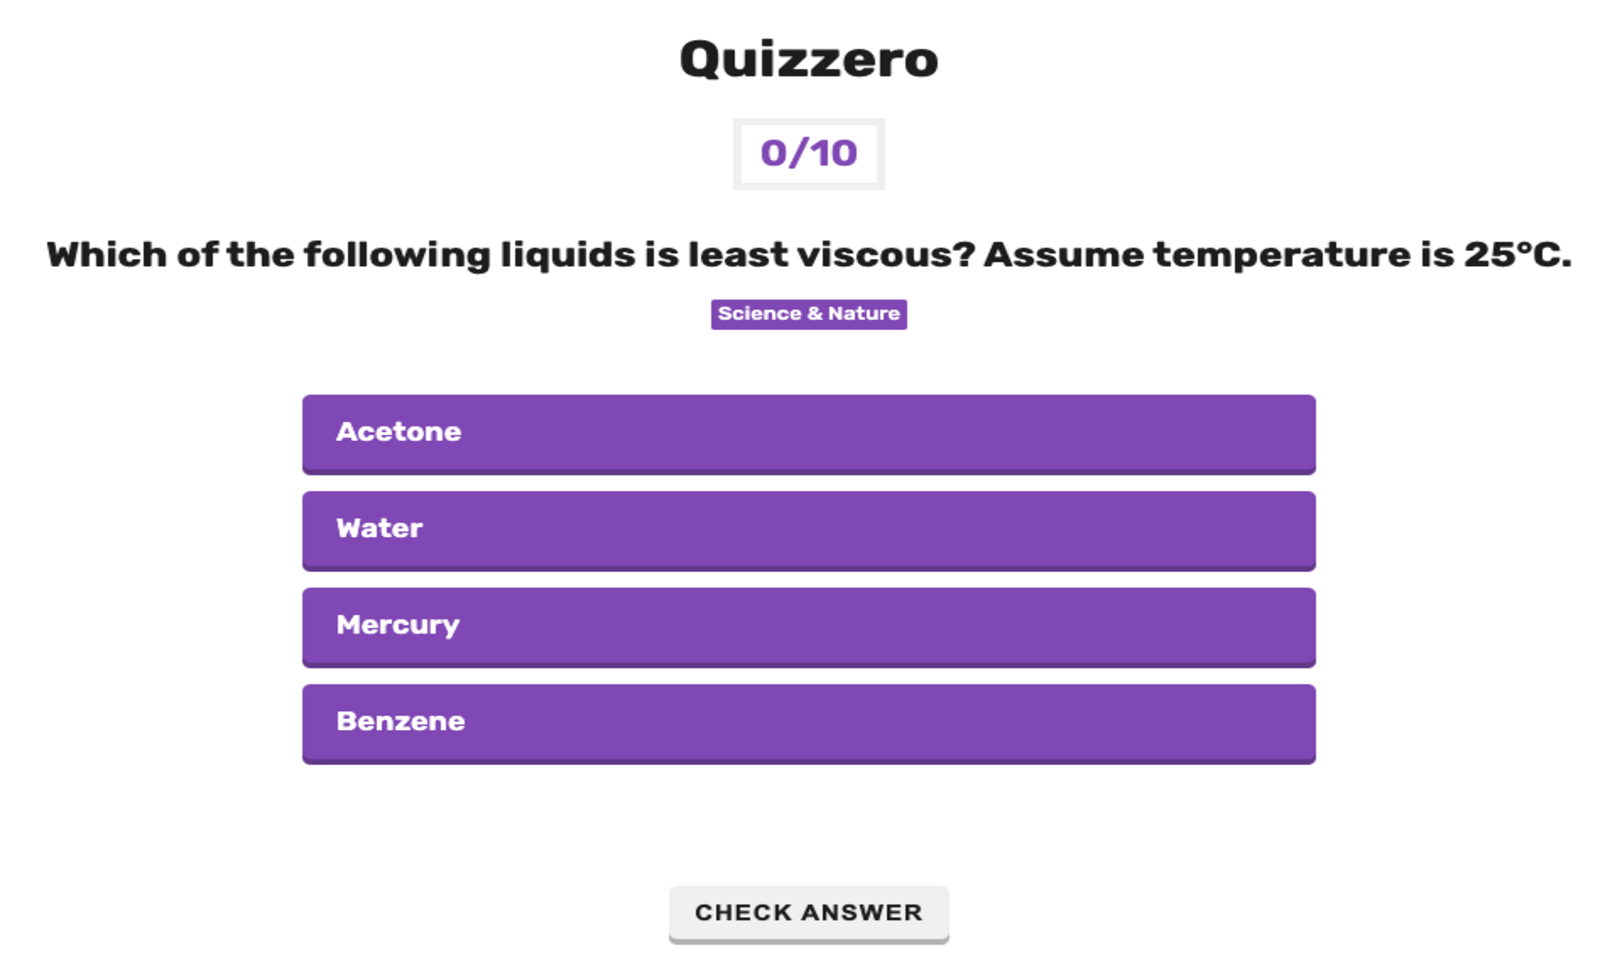 Quizzero
0/10
Which of the following liquids is least viscous? Assume temperature is 25°C.
Science & Nature
Acetone
Water
Mercury
Benzene
CHECK ANSWER